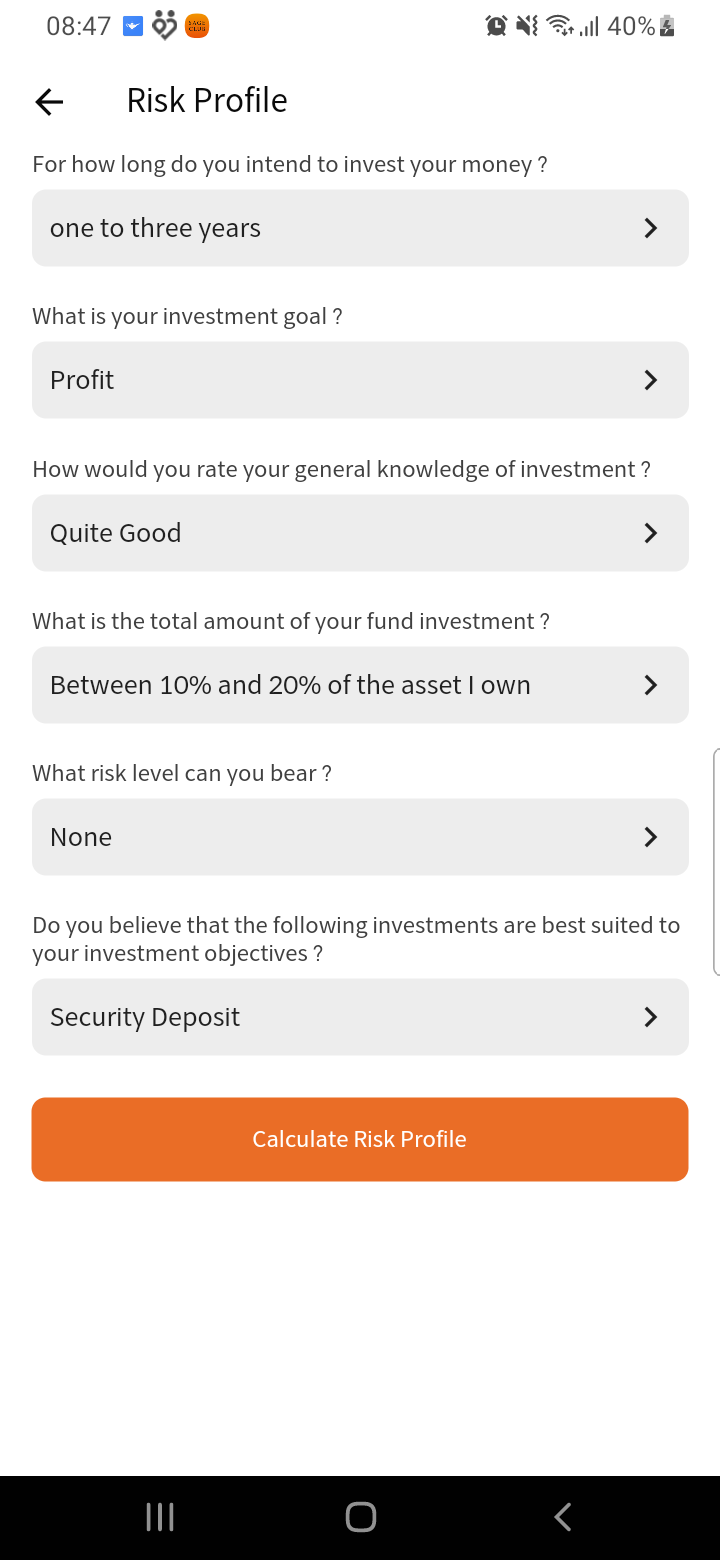 08:47
SAGE
CLUB
40%
Risk Profile
For how long do you intend to invest your money ?
one to three years
What is your investment goal ?
Profit
How would you rate your general knowledge of investment ?
Quite Good
What is the total amount of your fund investment ?
Between 10% and 20% of the asset I own
What risk level can you bear ?
None
Do you believe that the following investments are best suited to
your investment objectives ?
Security Deposit
Calculate Risk Profile